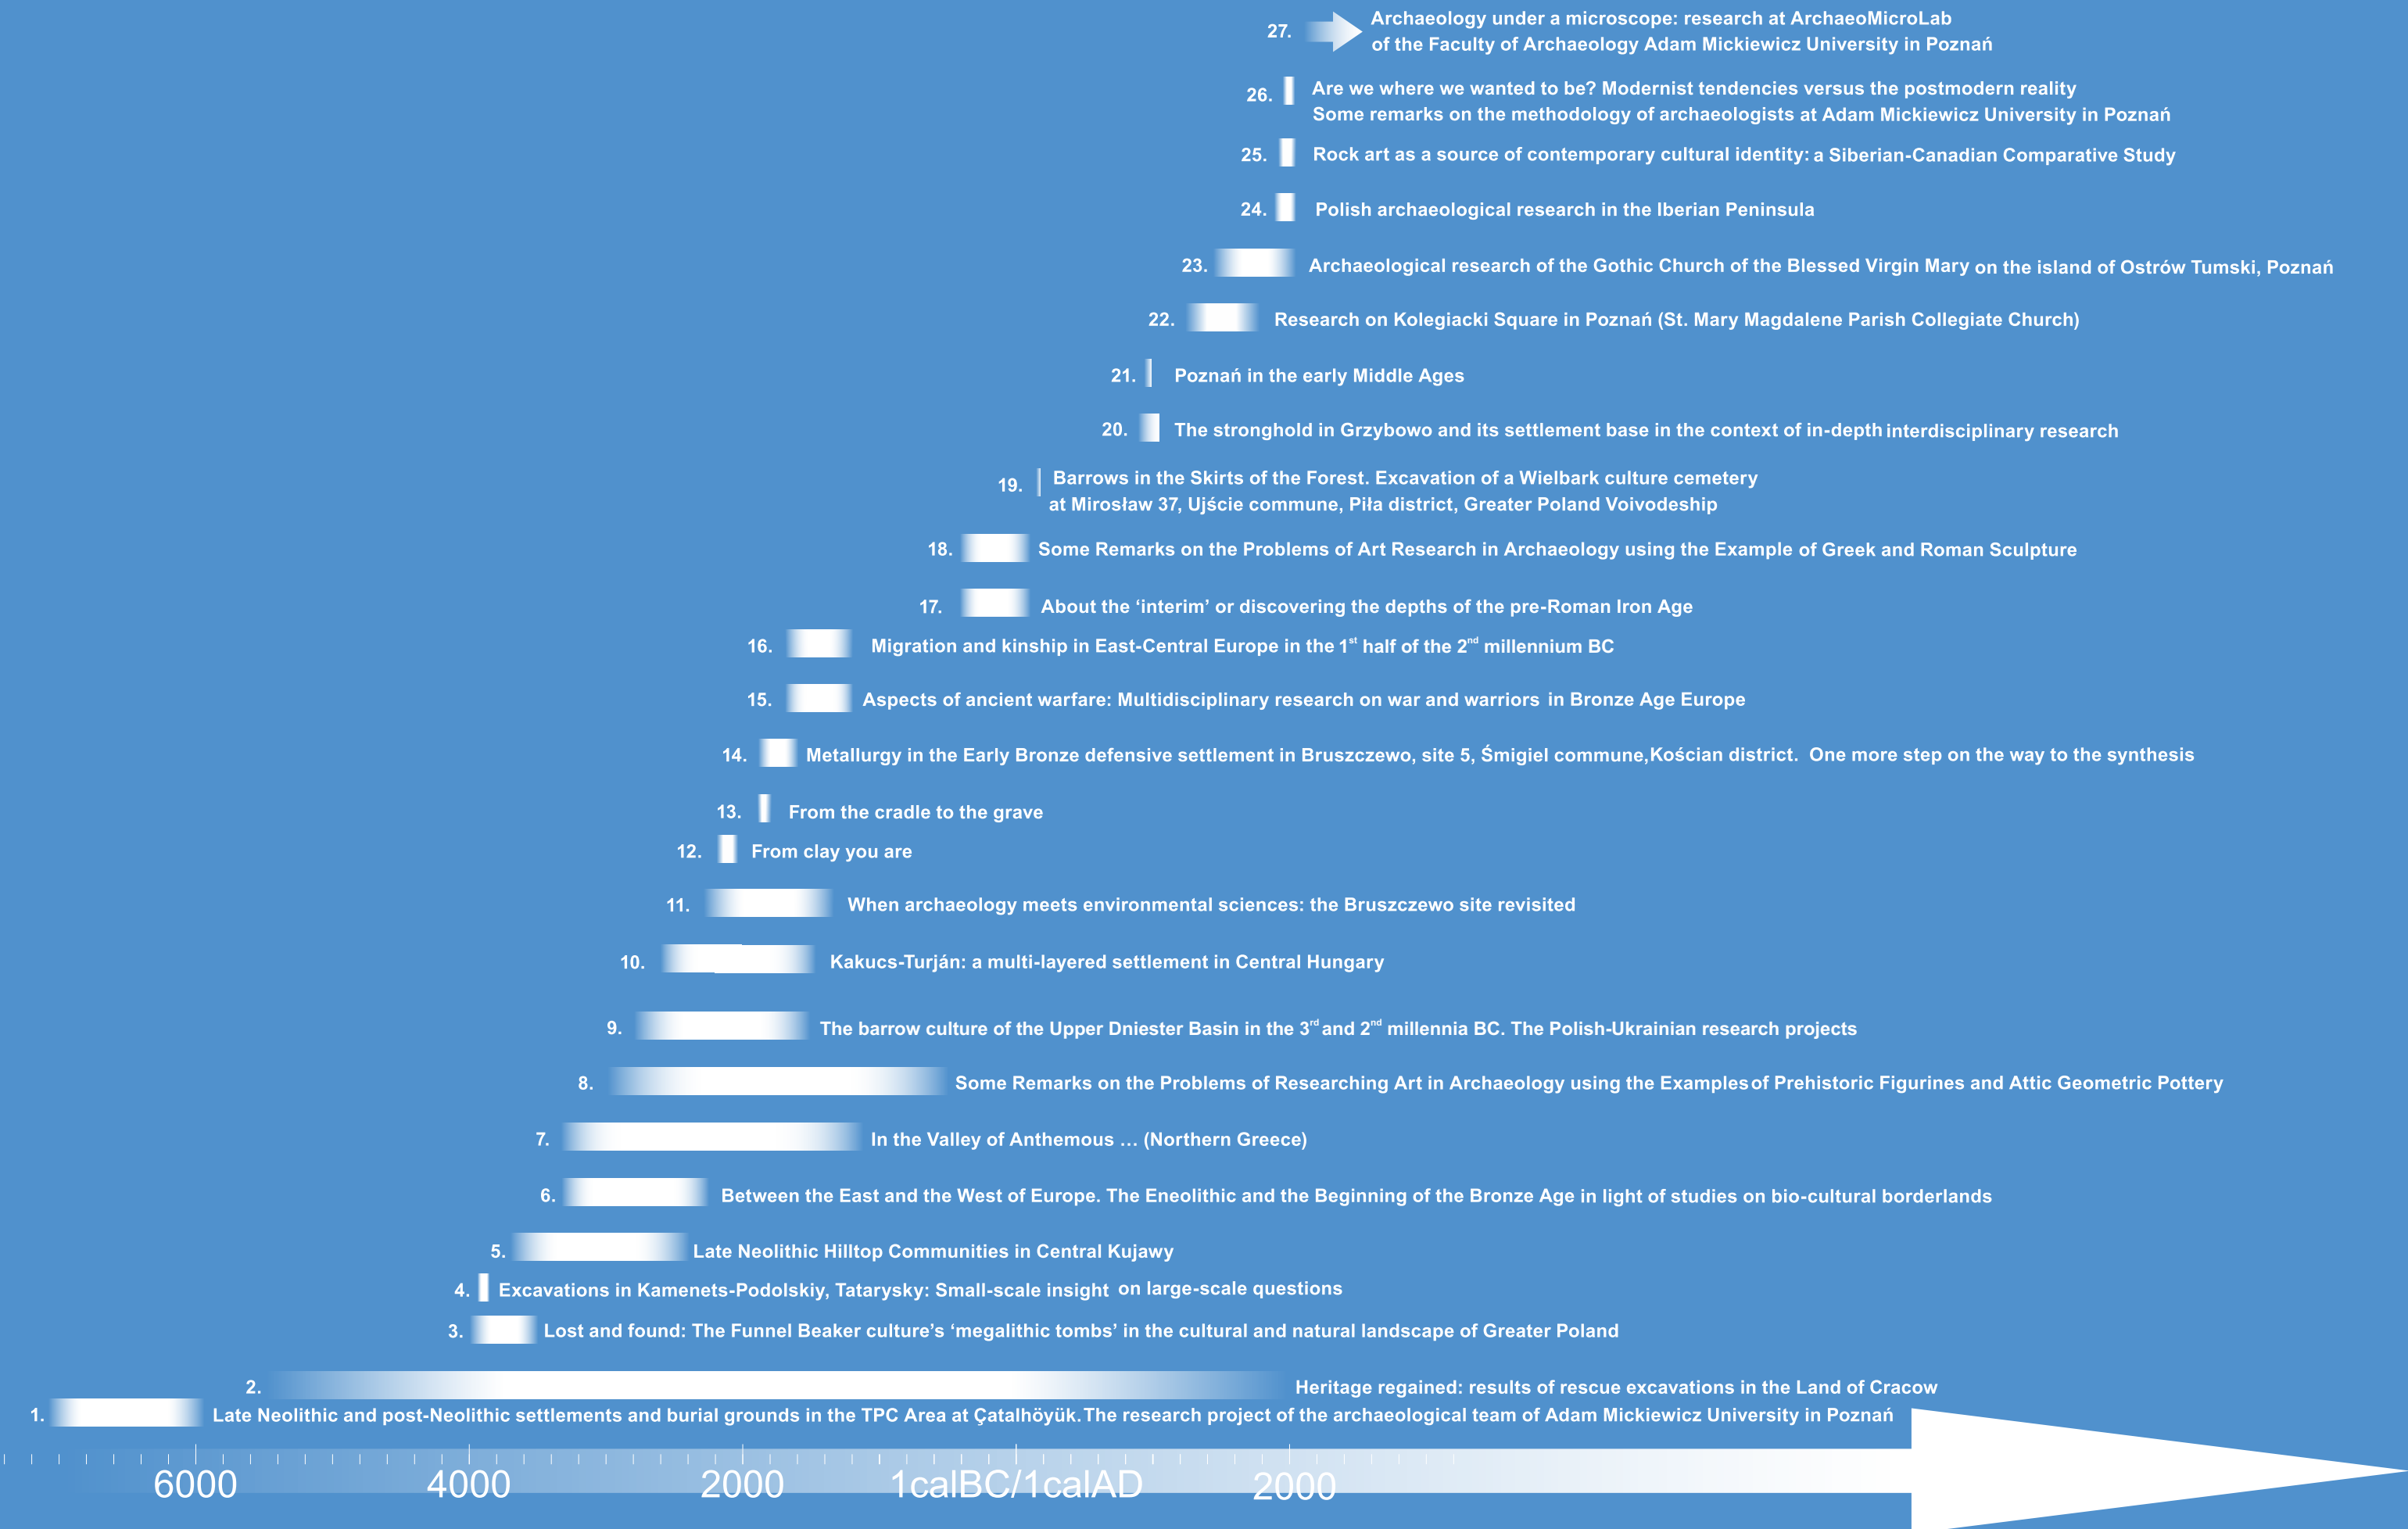 27. Archaeology under a microscope: research at ArchaeoMicroLab
of the Faculty of Archaeology Adam Mickiewicz University in Poznań
26. Are we where we wanted to be? Modernist tendencies versus the postmodern reality
Some remarks on the methodology of archaeologists at Adam Mickiewicz University in Poznań
25. Rock art as a source of contemporary cultural identity: a Siberian-Canadian Comparative Study
24. Polish archaeological research in the Iberian Peninsula
23. Archaeological research of the Gothic Church of the Blessed Virgin Mary on the island of Ostrów Tumski, Poznań
22. Research on Kolegiacki Square in Poznań (St. Mary Magdalene Parish Collegiate Church)
21. Poznań in the early Middle Ages
20. The stronghold in Grzybowo and its settlement base in the context of in-depth interdisciplinary research
19. Barrows in the Skirts of the Forest. Excavation of a Wielbark culture cemetery
at Mirosław 37, Ujście commune, Piła district, Greater Poland Voivodeship
18. Some Remarks on the Problems of Art Research in Archaeology using the Example of Greek and Roman Sculpture
17. About the ‘interim’ or discovering the depths of the pre-Roman Iron Age
16. Migration and kinship in East-Central Europe in the 1st half of the 2nd millennium BC
15. Aspects of ancient warfare: Multidisciplinary research on war and warriors in Bronze Age Europe
14. Metallurgy in the Early Bronze defensive settlement in Bruszczewo, site 5, Śmigiel commune, Kościan district. One more step on the way to the synthesis
13. From the cradle to the grave
12. From clay you are
11. When archaeology meets environmental sciences: the Bruszczewo site revisited
10. Kakucs-Turján: a multi-layered settlement in Central Hungary
9. The barrow culture of the Upper Dniester Basin in the 3rd and 2nd millennia BC. The Polish-Ukrainian research projects
8. Some Remarks on the Problems of Researching Art in Archaeology using the Examples of Prehistoric Figurines and Attic Geometric Pottery
7. In the Valley of Anthemous … (Northern Greece)
6. Between the East and the West of Europe. The Eneolithic and the Beginning of the Bronze Age in light of studies on bio-cultural borderlands
5. Late Neolithic Hilltop Communities in Central Kujawy
4. Excavations in Kamenets-Podolskiy, Tatarysky: Small-scale insight on large-scale questions
3. Lost and found: The Funnel Beaker culture’s ‘megalithic tombs’ in the cultural and natural landscape of Greater Poland
2. Heritage regained: results of rescue excavations in the Land of Cracow
1. Late Neolithic and post-Neolithic settlements and burial grounds in the TPC Area at Çatalhöyük. The research project of the archaeological team of Adam Mickiewicz University in Poznań
6000 4000 2000 1calBC/1calAD 2000